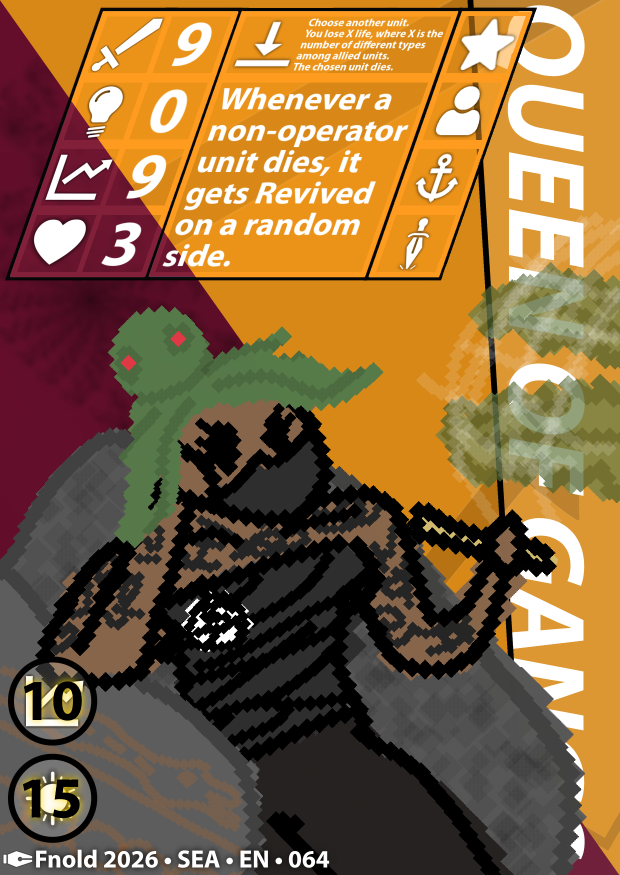 9
0
9
3
Choose another unit.
You lose X life, where X is the
number of different types
among allied units.
The chosen unit dies.
Whenever a
non-operator
unit dies, it
gets Revived
on a random
side.
QUEEN OF GANGS
10
15
Fnold 2026 • SEA • EN • 064